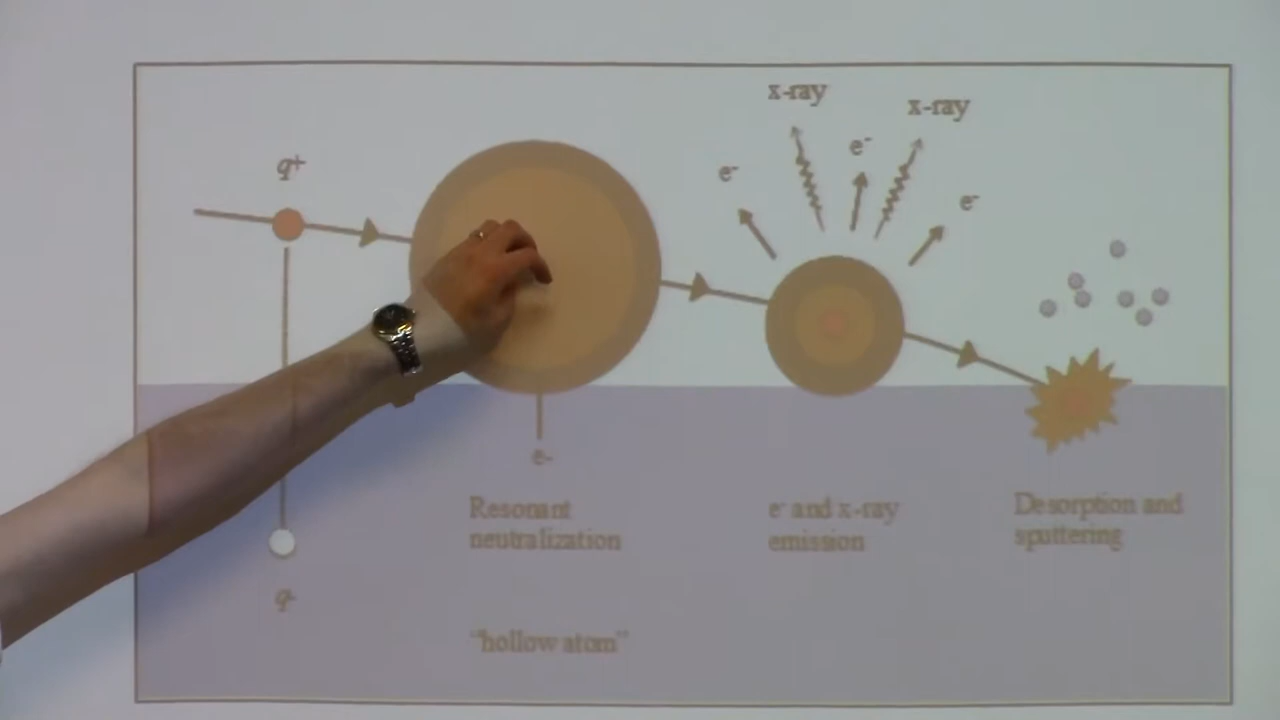 x-ray
x-ray
e⁻
e⁻
e⁻
q⁺
e-
Resonant
neutralization
e⁻ and x-ray
emission
Desorption and
sputtering
q-
"hollow atom"